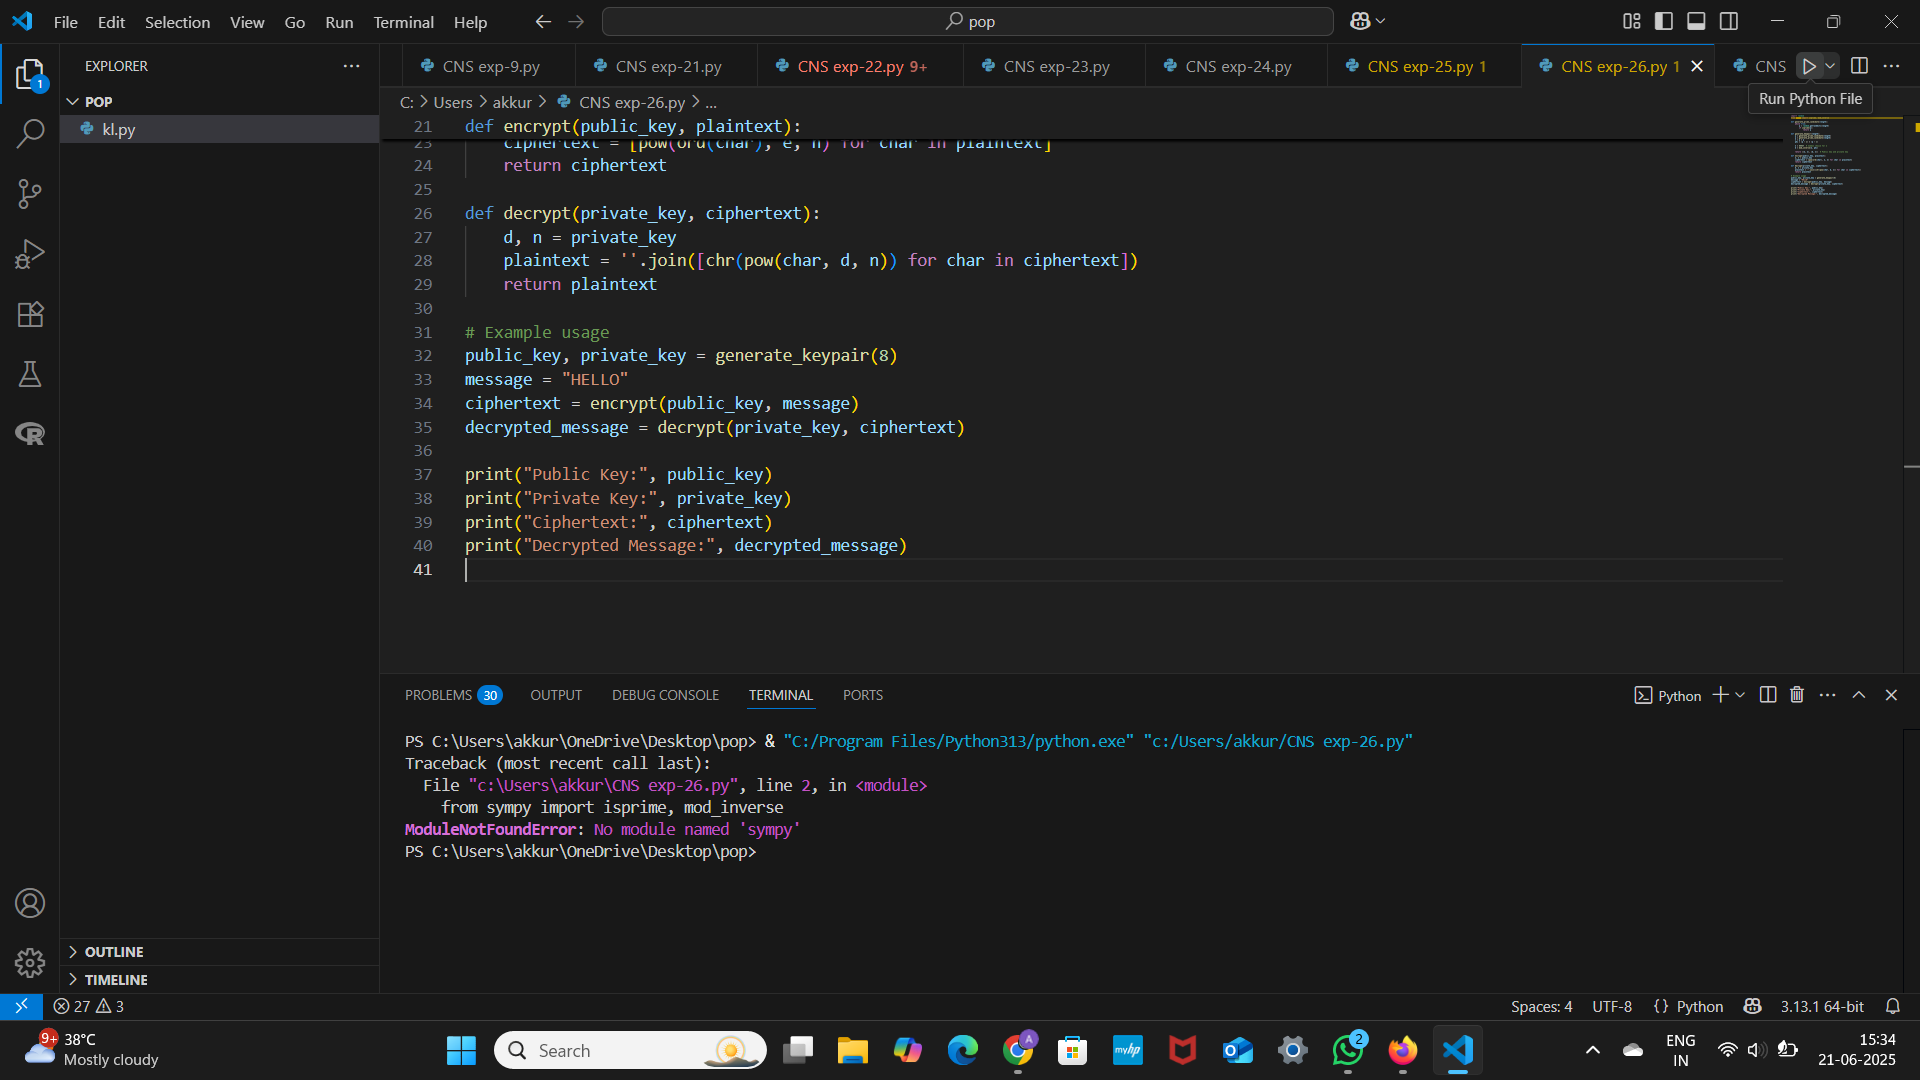 File Edit Selection View Go Run Terminal Help
pop
EXPLORER
POP
kl.py
1
CNS exp-9.py
CNS exp-21.py
CNS exp-22.py 9+
CNS exp-23.py
CNS exp-24.py
CNS exp-25.py 1
CNS exp-26.py 1
CNS
Run Python File
C: > Users > akkur > CNS exp-26.py > ...
21 def encrypt(public_key, plaintext):
23 ciphertext = [pow(ord(char), e, n) for char in plaintext]
24 return ciphertext
25
26 def decrypt(private_key, ciphertext):
27 d, n = private_key
28 plaintext = ''.join([chr(pow(char, d, n)) for char in ciphertext])
29 return plaintext
30
31 # Example usage
32 public_key, private_key = generate_keypair(8)
33 message = "HELLO"
34 ciphertext = encrypt(public_key, message)
35 decrypted_message = decrypt(private_key, ciphertext)
36
37 print("Public Key:", public_key)
38 print("Private Key:", private_key)
39 print("Ciphertext:", ciphertext)
40 print("Decrypted Message:", decrypted_message)
41
PROBLEMS 30 OUTPUT DEBUG CONSOLE TERMINAL PORTS
Python
PS C:\Users\akkur\OneDrive\Desktop\pop> & "C:/Program Files/Python313/python.exe" "c:/Users/akkur/CNS exp-26.py"
Traceback (most recent call last):
File "c:\Users\akkur\CNS exp-26.py", line 2, in <module>
from sympy import isprime, mod_inverse
ModuleNotFoundError: No module named 'sympy'
PS C:\Users\akkur\OneDrive\Desktop\pop>
OUTLINE
TIMELINE
27 3
Spaces: 4 UTF-8 {} Python 3.13.1 64-bit
9+
38°C
Mostly cloudy
Search
A
myhp
2
ENG
IN
15:34
21-06-2025